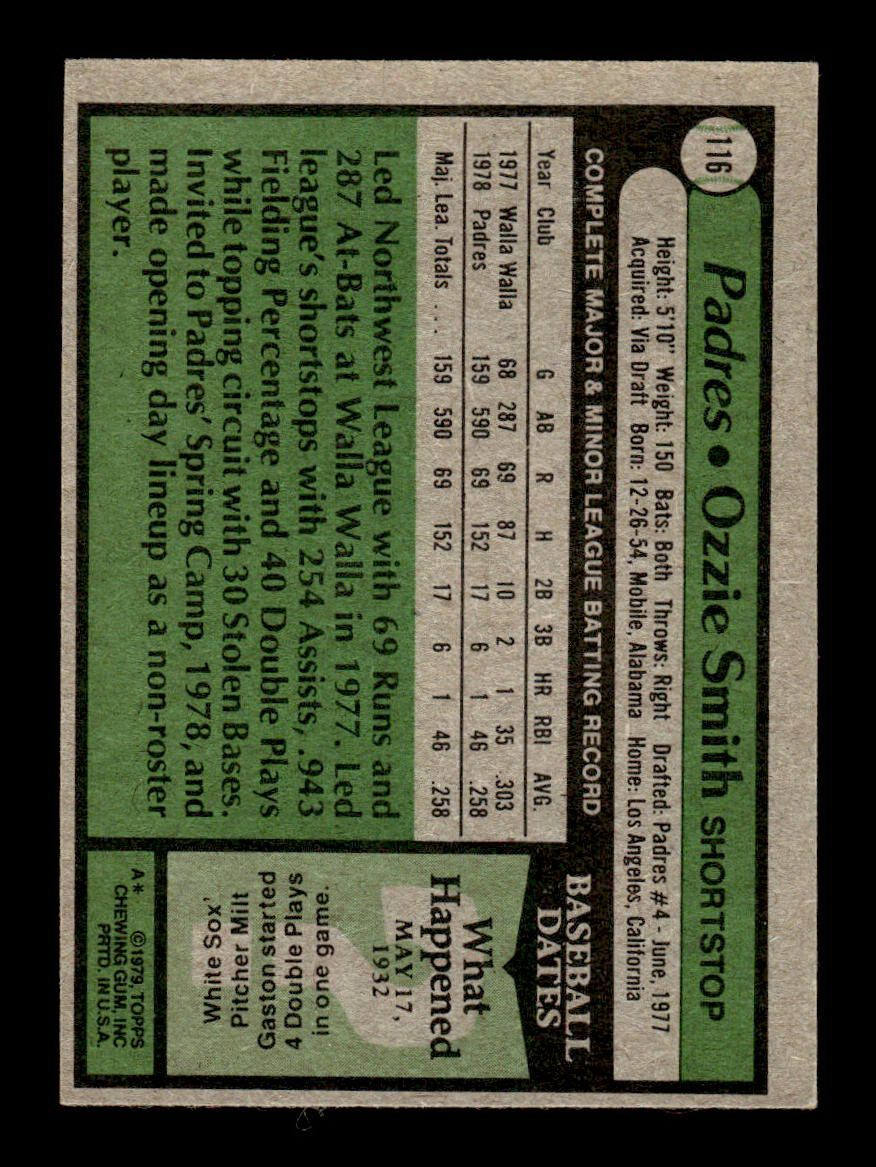 116
Padres • Ozzie Smith SHORTSTOP
Height: 5'10" Weight: 150 Bats: Both Throws: Right Drafted: Padres #4 - June, 1977
Acquired: Via Draft Born: 12-26-54, Mobile, Alabama Home: Los Angeles, California
COMPLETE MAJOR & MINOR LEAGUE BATTING RECORD
Year Club G AB R H 2B 3B HR RBI AVG.
1977 Walla Walla 68 287 69 87 10 2 1 35 .303
1978 Padres 159 590 69 152 17 6 1 46 .258
Maj. Lea. Totals .... 159 590 69 152 17 6 1 46 .258
Led Northwest League with 69 Runs and
287 At-Bats at Walla Walla in 1977. Led
league's shortstops with 254 Assists, .943
Fielding Percentage and 40 Double Plays
while topping circuit with 30 Stolen Bases.
Invited to Padres' Spring Camp, 1978, and
made opening day lineup as a non-roster
player.
BASEBALL
DATES
What
Happened
MAY 17,
1932
White Sox'
Pitcher Milt
Gaston started
4 Double Plays
in one game.
A* ©1979, TOPPS
CHEWING GUM, INC
PRTD. IN U.S.A.